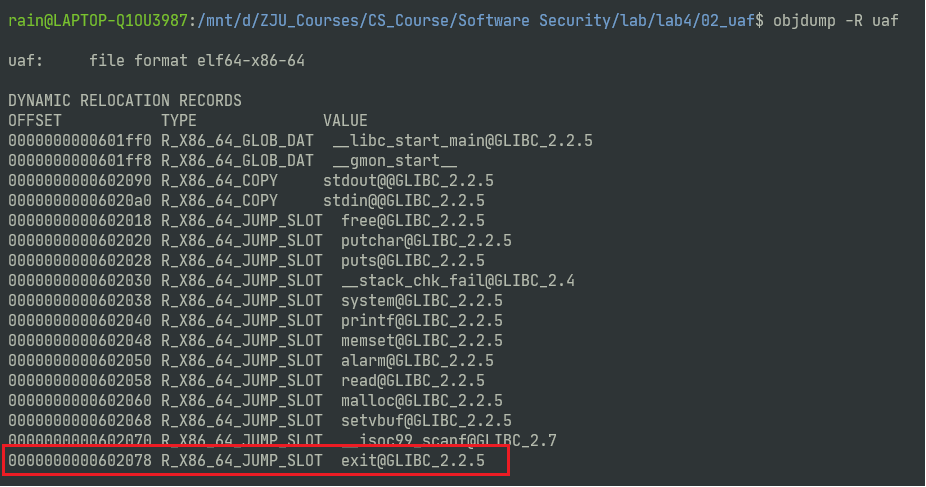 rain@LAPTOP-Q1OU3987:/mnt/d/ZJU_Courses/CS_Course/Software Security/lab/lab4/02_uaf$ objdump -R uaf
uaf:     file format elf64-x86-64
DYNAMIC RELOCATION RECORDS
OFFSET           TYPE              VALUE
0000000000601ff0 R_X86_64_GLOB_DAT  __libc_start_main@GLIBC_2.2.5
0000000000601ff8 R_X86_64_GLOB_DAT  __gmon_start__
0000000000602090 R_X86_64_COPY     stdout@@GLIBC_2.2.5
00000000006020a0 R_X86_64_COPY     stdin@@GLIBC_2.2.5
0000000000602018 R_X86_64_JUMP_SLOT  free@GLIBC_2.2.5
0000000000602020 R_X86_64_JUMP_SLOT  putchar@GLIBC_2.2.5
0000000000602028 R_X86_64_JUMP_SLOT  puts@GLIBC_2.2.5
0000000000602030 R_X86_64_JUMP_SLOT  __stack_chk_fail@GLIBC_2.4
0000000000602038 R_X86_64_JUMP_SLOT  system@GLIBC_2.2.5
0000000000602040 R_X86_64_JUMP_SLOT  printf@GLIBC_2.2.5
0000000000602048 R_X86_64_JUMP_SLOT  memset@GLIBC_2.2.5
0000000000602050 R_X86_64_JUMP_SLOT  alarm@GLIBC_2.2.5
0000000000602058 R_X86_64_JUMP_SLOT  read@GLIBC_2.2.5
0000000000602060 R_X86_64_JUMP_SLOT  malloc@GLIBC_2.2.5
0000000000602068 R_X86_64_JUMP_SLOT  setvbuf@GLIBC_2.2.5
0000000000602070 R_X86_64_JUMP_SLOT  __isoc99_scanf@GLIBC_2.7
0000000000602078 R_X86_64_JUMP_SLOT  exit@GLIBC_2.2.5